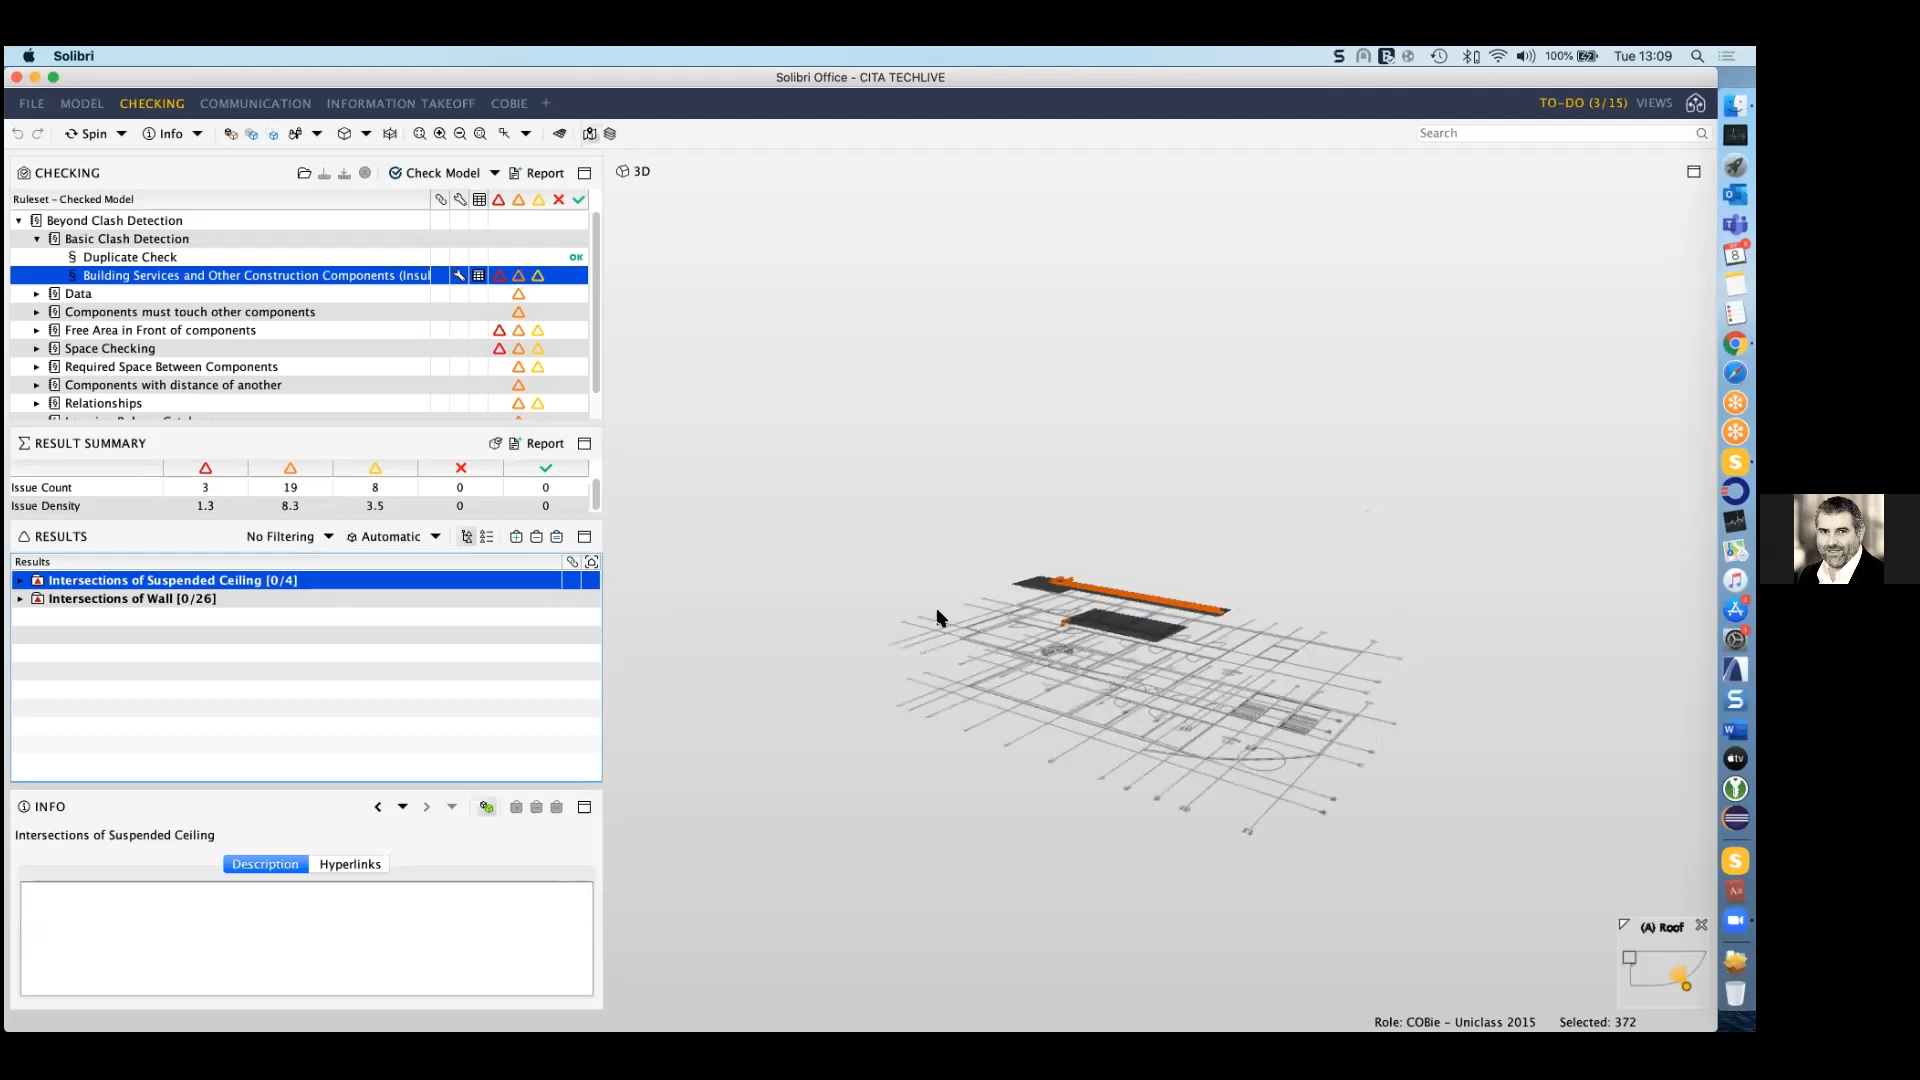 Solibri
100%
Tue 13:09
Solibri Office - CITA TECHLIVE
FILE MODEL CHECKING COMMUNICATION INFORMATION TAKEOFF COBIE +
TO-DO (3/15) VIEWS
Spin Info
Search
CHECKING
Check Model Report
3D
Ruleset - Checked Model
Beyond Clash Detection
Basic Clash Detection
§ Duplicate Check OK
§ Building Services and Other Construction Components (Insul
Data
Components must touch other components
Free Area in Front of components
Space Checking
Required Space Between Components
Components with distance of another
Relationships
RESULT SUMMARY
Report
Issue Count 3 19 8 0 0
Issue Density 1.3 8.3 3.5 0 0
RESULTS
No Filtering Automatic
Results
Intersections of Suspended Ceiling [0/4]
Intersections of Wall [0/26]
INFO
Intersections of Suspended Ceiling
Description Hyperlinks
(A) Roof
Role: COBie - Uniclass 2015 Selected: 372